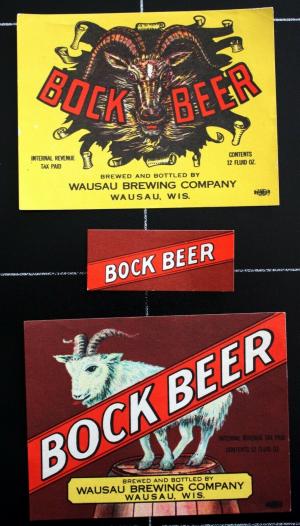 BOCK BEER
INTERNAL REVENUE
TAX PAID
CONTENTS
12 FLUID OZ.
BREWED AND BOTTLED BY
WAUSAU BREWING COMPANY
WAUSAU, WIS.
BOCK BEER
BOCK BEER
INTERNAL REVENUE TAX PAID
CONTENTS 12 FLUID OZ.
BREWED AND BOTTLED BY
WAUSAU BREWING COMPANY
WAUSAU, WIS.